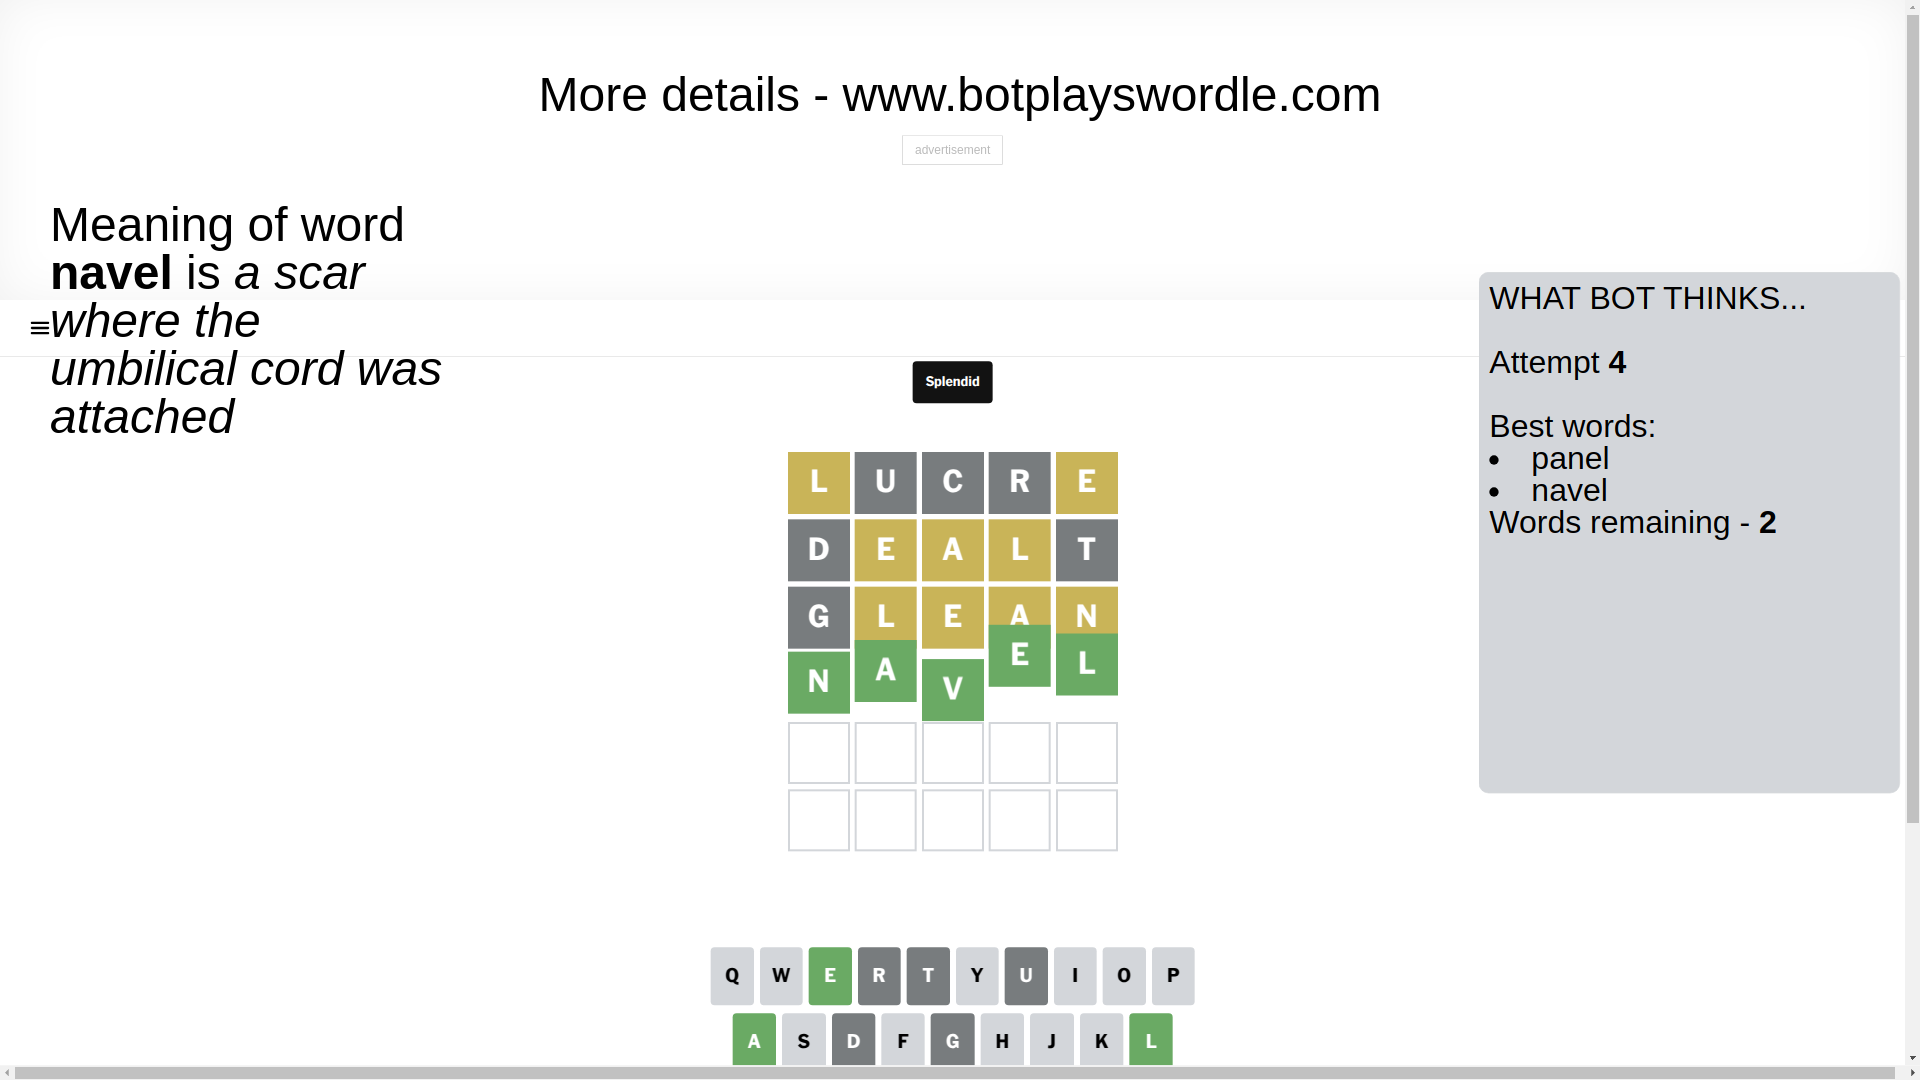 More details - www.botplayswordle.com
advertisement
Meaning of word
navel is a scar
where the
umbilical cord was
attached
WHAT BOT THINKS...
Attempt 4
Best words:
• panel
• navel
Words remaining - 2
Splendid
L U C R E
D E A L T
G L E A N
N A V E L
Q W E R T Y U I O P
A S D F G H J K L